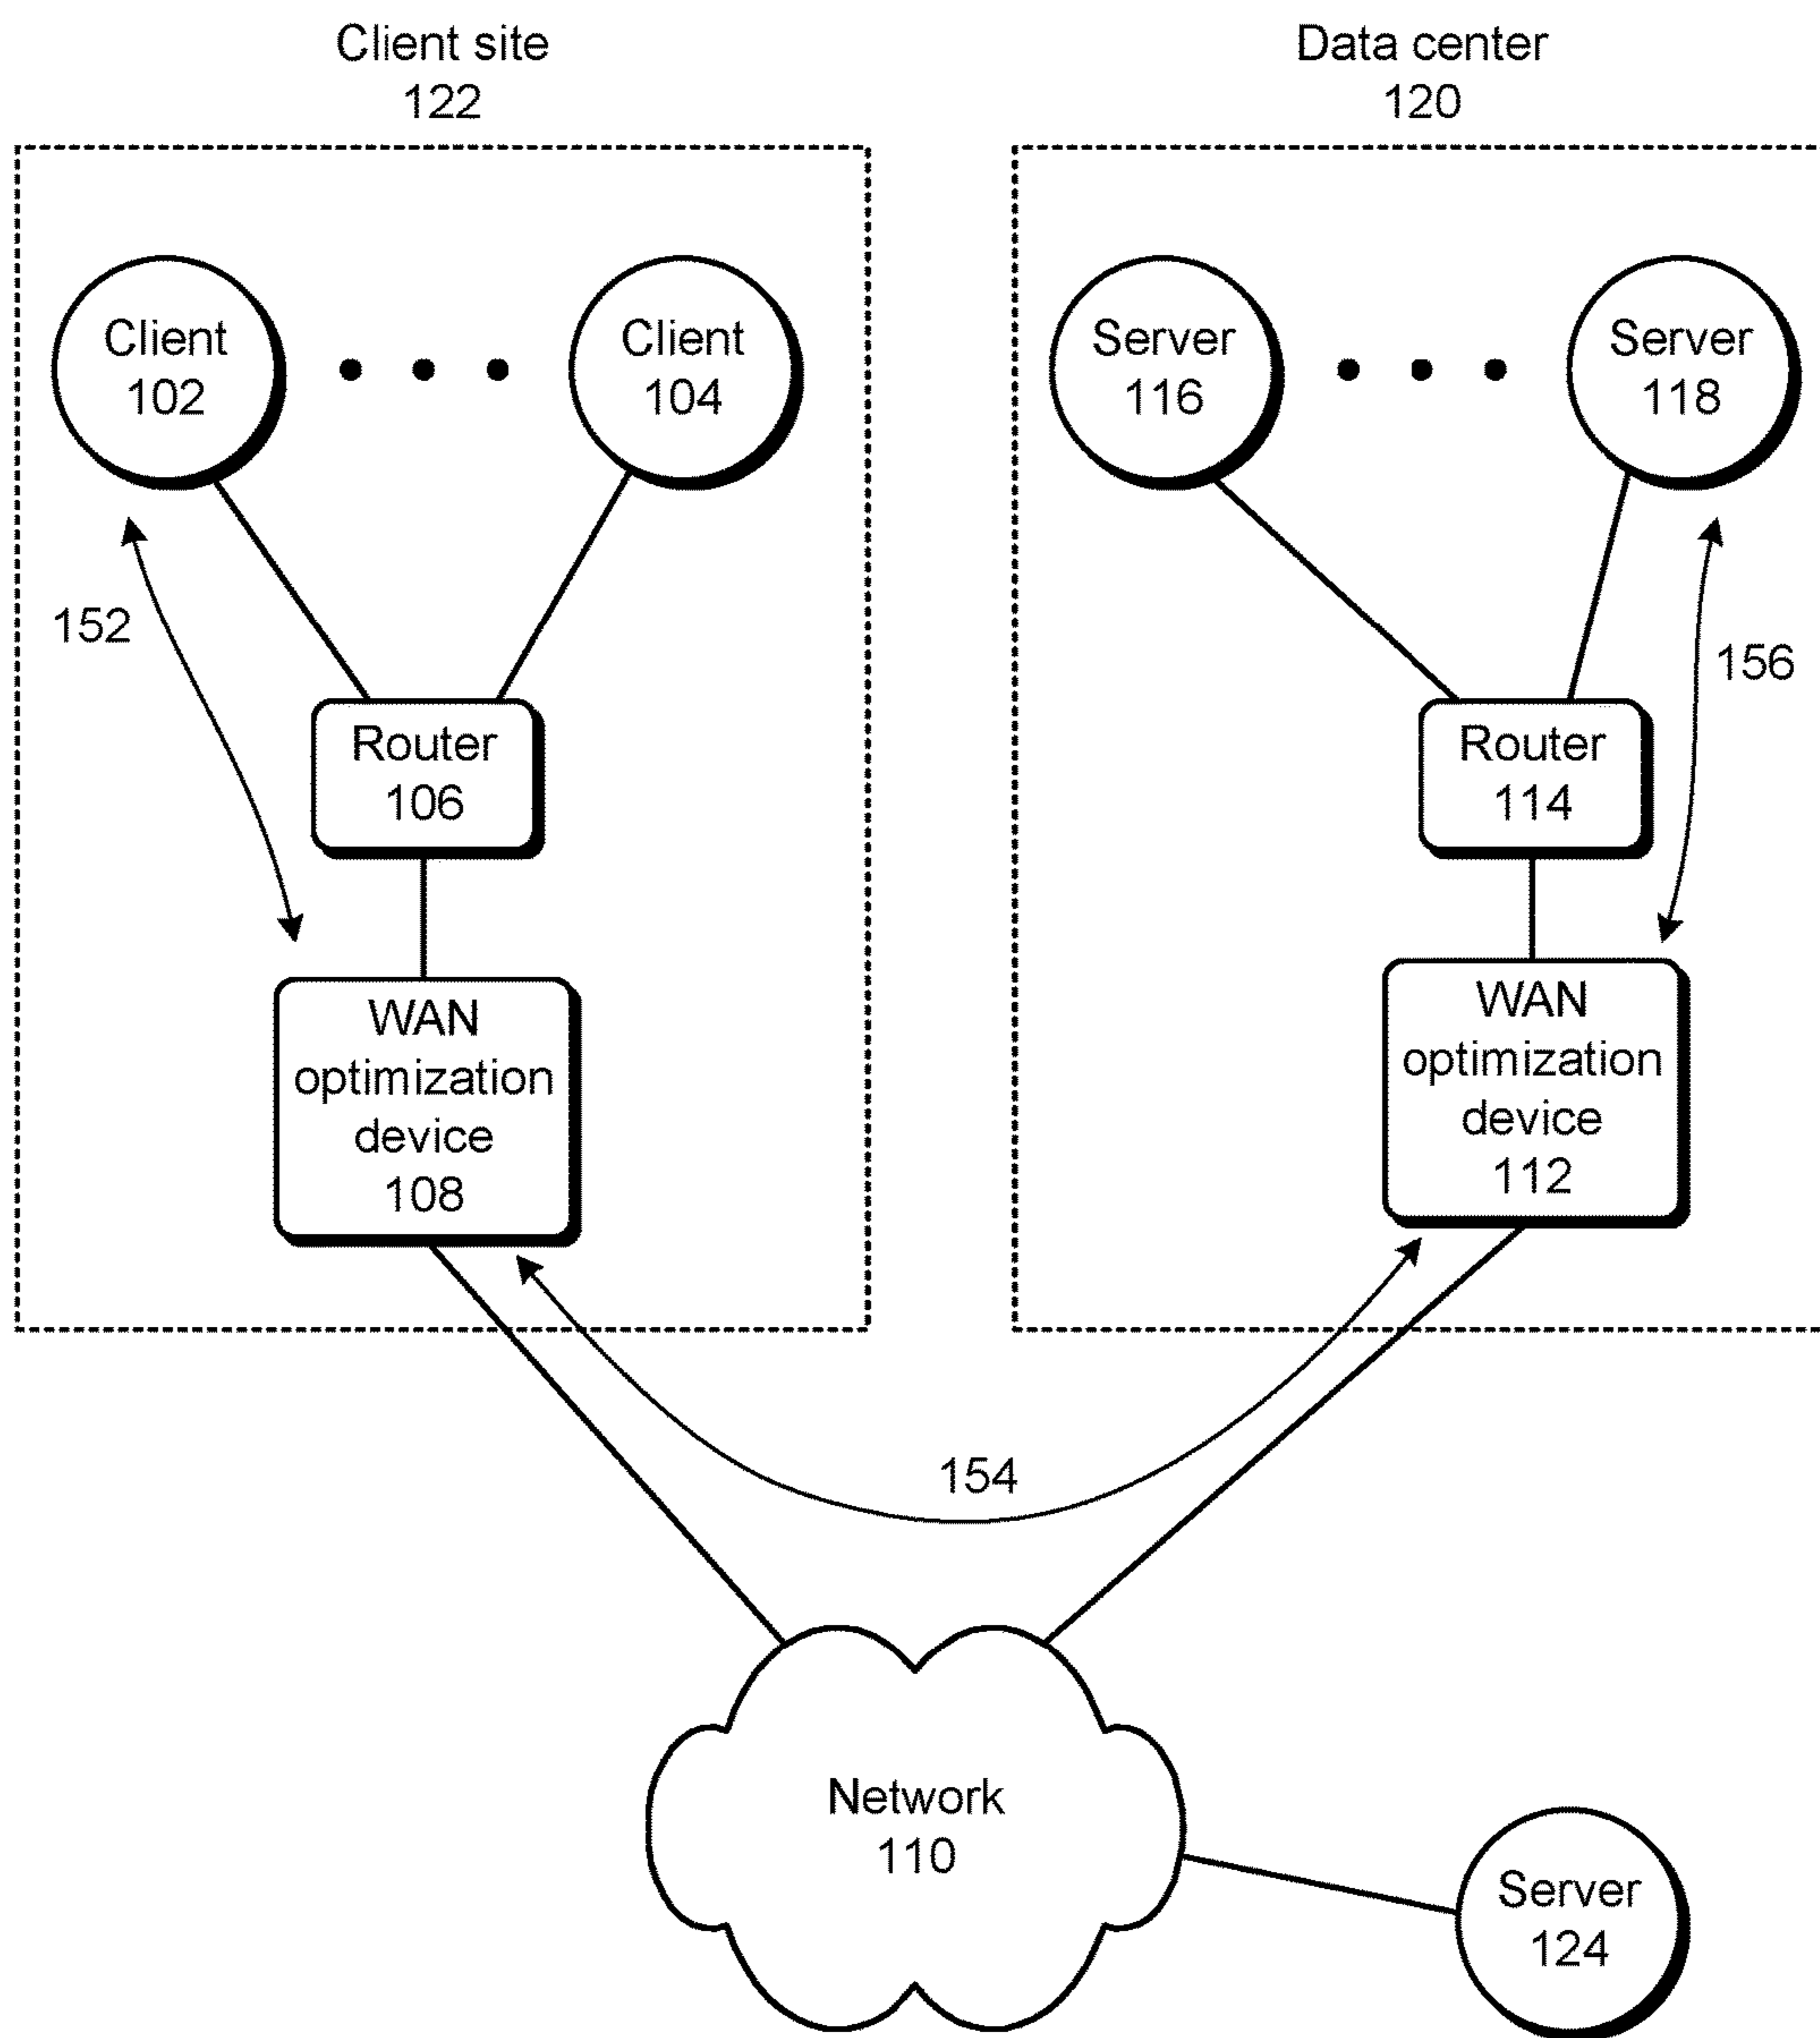 Client site
122
Data center
120
Client
102
Client
104
Server
116
Server
118
152
156
Router
106
Router
114
WAN
optimization
device
108
WAN
optimization
device
112
154
Network
110
Server
124